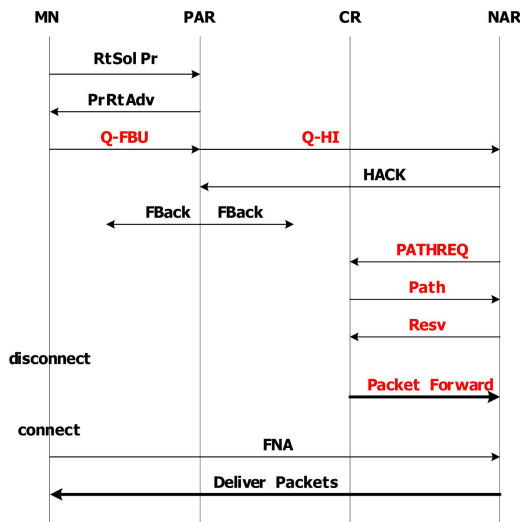 MN PAR CR NAR
RtSol Pr
PrRtAdv
Q-FBU Q-HI
HACK
FBack FBack
PATHREQ
Path
Resv
disconnect
Packet Forward
connect
FNA
Deliver Packets